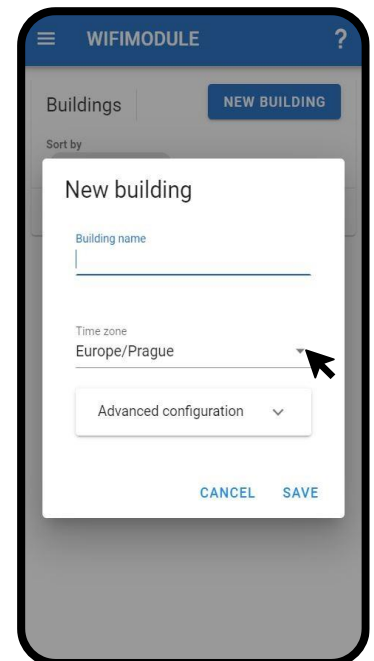 WIFIMODULE ?
Buildings NEW BUILDING
Sort by
New building
Building name
Time zone
Europe/Prague
Advanced configuration
CANCEL SAVE